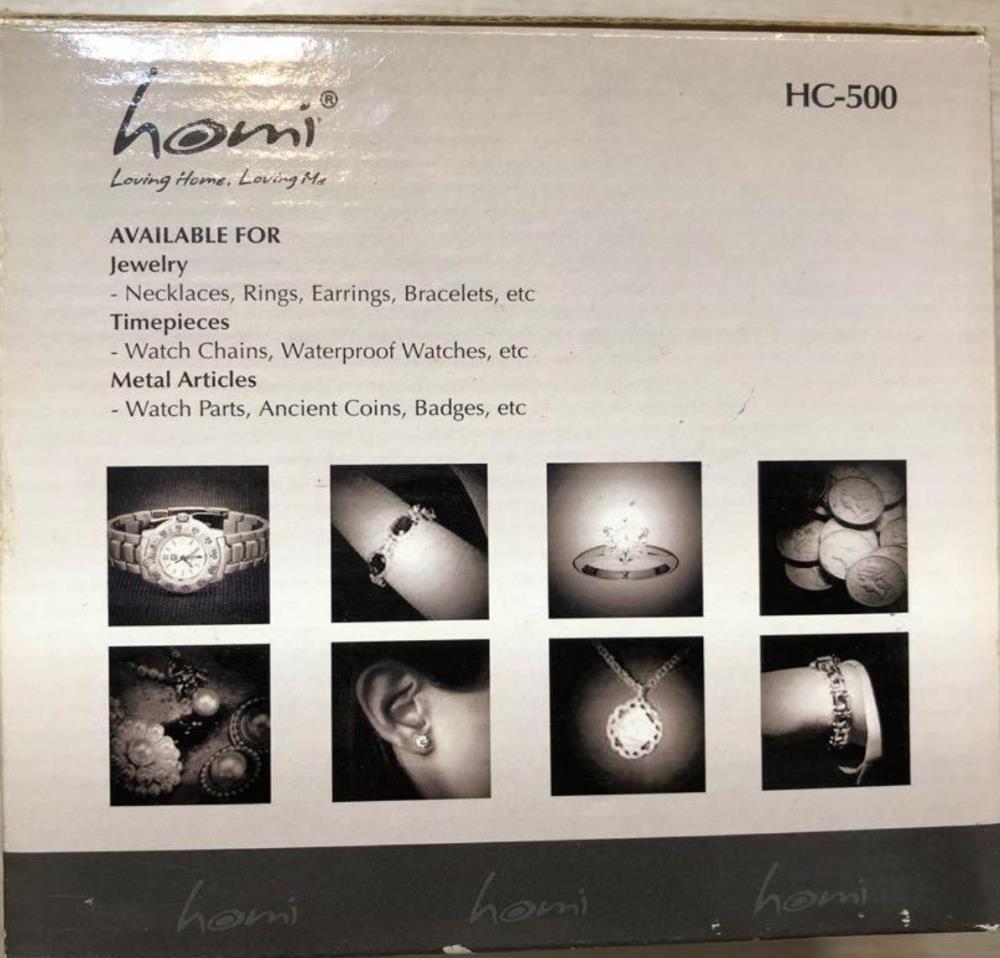 homi®
HC-500
Loving Home, Loving Me
AVAILABLE FOR
Jewelry
- Necklaces, Rings, Earrings, Bracelets, etc
Timepieces
- Watch Chains, Waterproof Watches, etc
Metal Articles
- Watch Parts, Ancient Coins, Badges, etc
homi homi homi